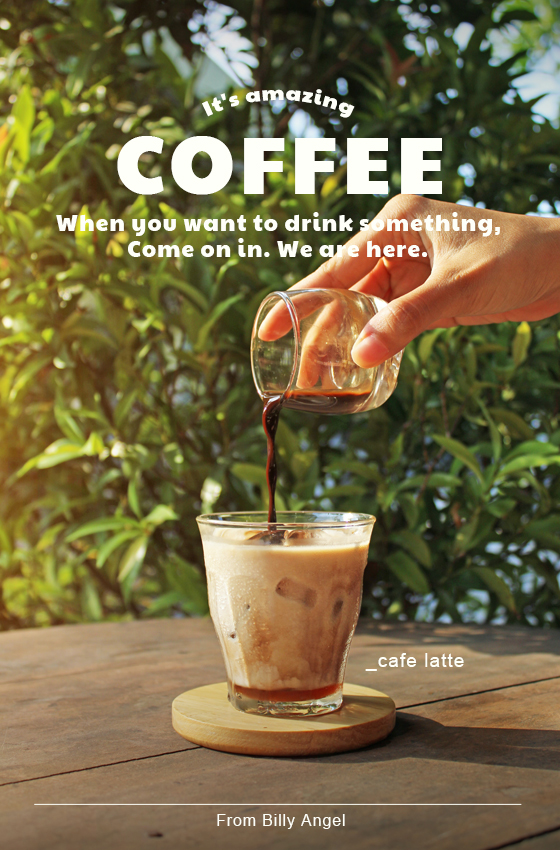 It's amazing
COFFEE
When you want to drink something,
Come on in. We are here.
_cafe latte
From Billy Angel